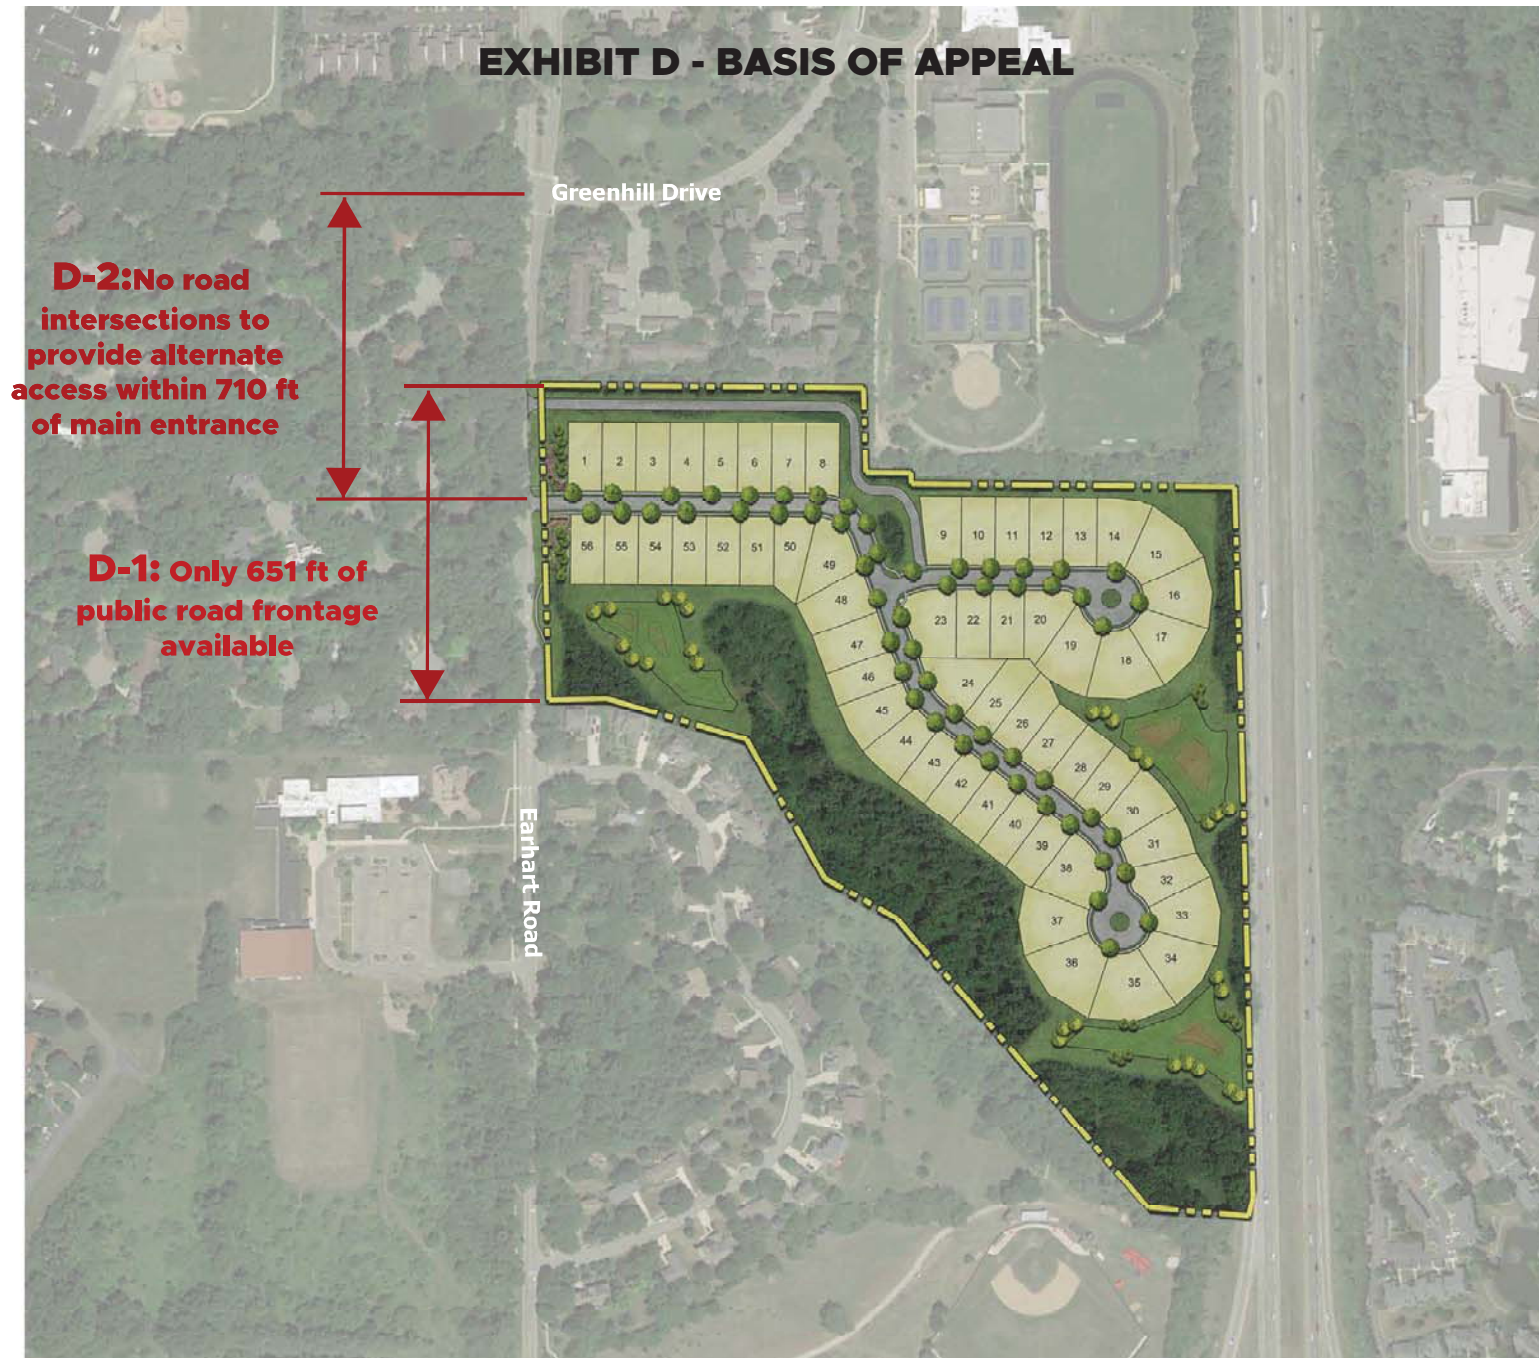 EXHIBIT D - BASIS OF APPEAL
Greenhill Drive
D-2:No road
intersections to
provide alternate
access within 710 ft
of main entrance
D-1: Only 651 ft of
public road frontage
available
Earhart Road
1 2 3 4 5 6 7 8
56 55 54 53 52 51 50
49
48
47
46
45
44
43
42
41
40
39
38
37
36
35
34
33
32
31
30
29
28
27
26
25
24
23 22 21 20
19
18
17
16
15
9 10 11 12 13 14